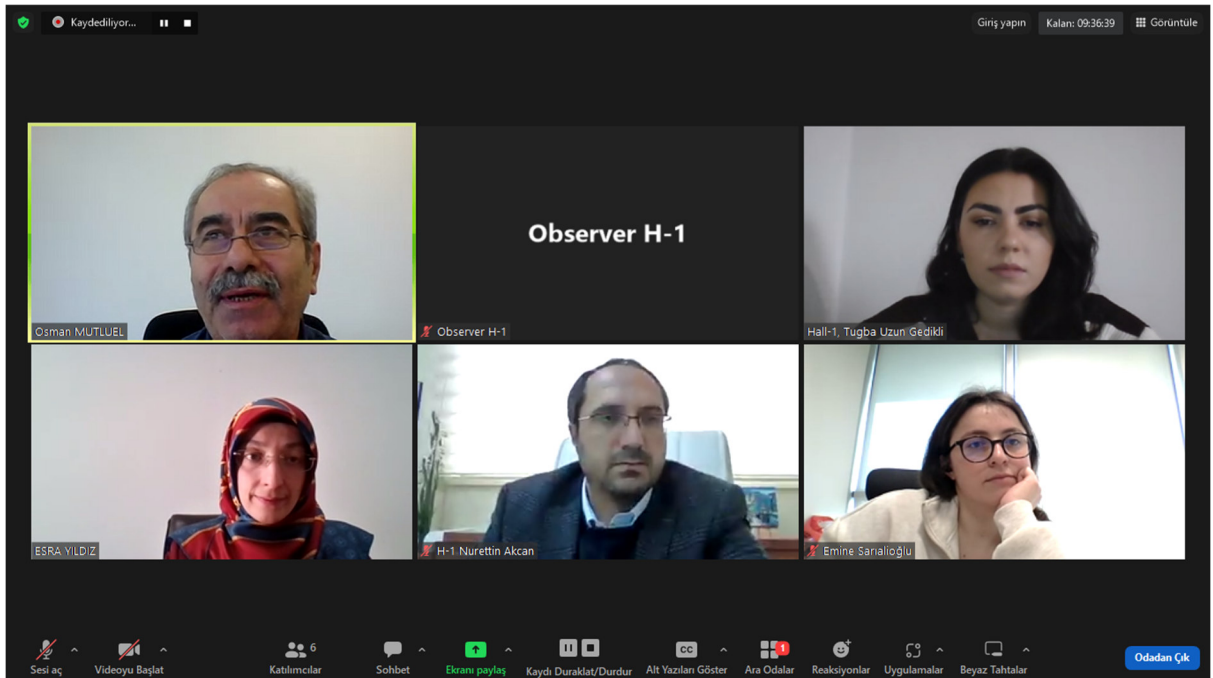 Kaydediliyor...
Giriş yapın
Kalan: 09:36:39
Görüntüle
Observer H-1
Osman MUTLUEL
Observer H-1
Hall-1, Tugba Uzun Gedikli
ESRA YILDIZ
H-1 Nurettin Akcan
Emine Sarıalioğlu
6
CC
1
Sesi aç
Videoyu Başlat
Katılımcılar
Sohbet
Ekranı paylaş
Kaydı Duraklat/Durdur
Alt Yazıları Göster
Ara Odalar
Reaksiyonlar
Uygulamalar
Beyaz Tahtalar
Odadan Çık